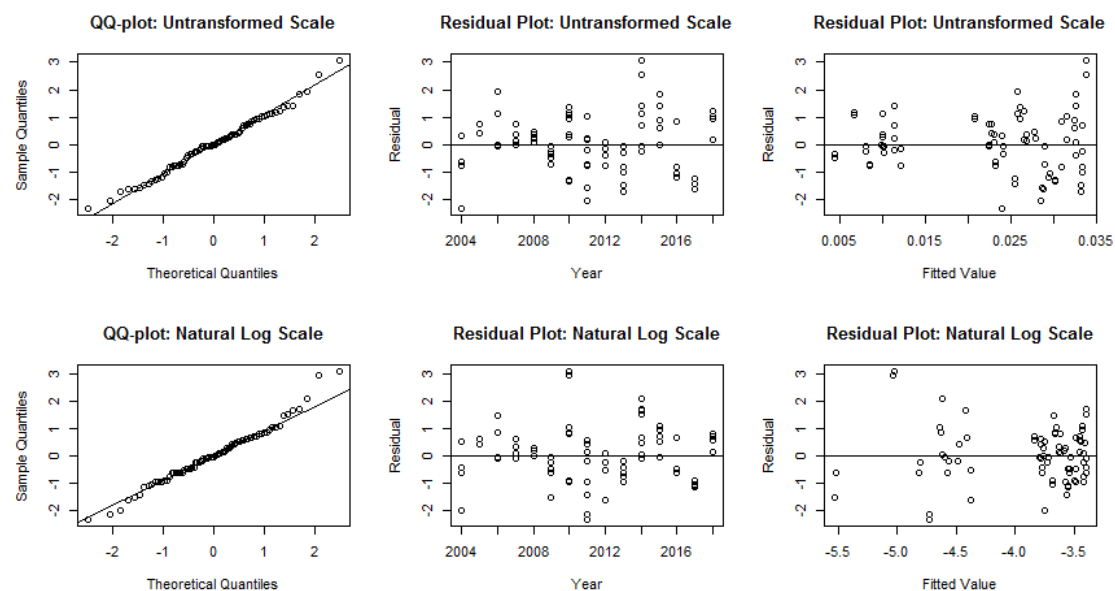 QQ-plot: Untransformed Scale
Sample Quantiles
3
2
1
0
-1
-2
-2 -1 0 1 2
Theoretical Quantiles
Residual Plot: Untransformed Scale
Residual
3
2
1
0
-1
-2
2004 2008 2012 2016
Year
Residual Plot: Untransformed Scale
Residual
3
2
1
0
-1
-2
0.005 0.015 0.025 0.035
Fitted Value
QQ-plot: Natural Log Scale
Sample Quantiles
3
2
1
0
-1
-2
-2 -1 0 1 2
Theoretical Quantiles
Residual Plot: Natural Log Scale
Residual
3
2
1
0
-1
-2
2004 2008 2012 2016
Year
Residual Plot: Natural Log Scale
Residual
3
2
1
0
-1
-2
-5.5 -5.0 -4.5 -4.0 -3.5
Fitted Value